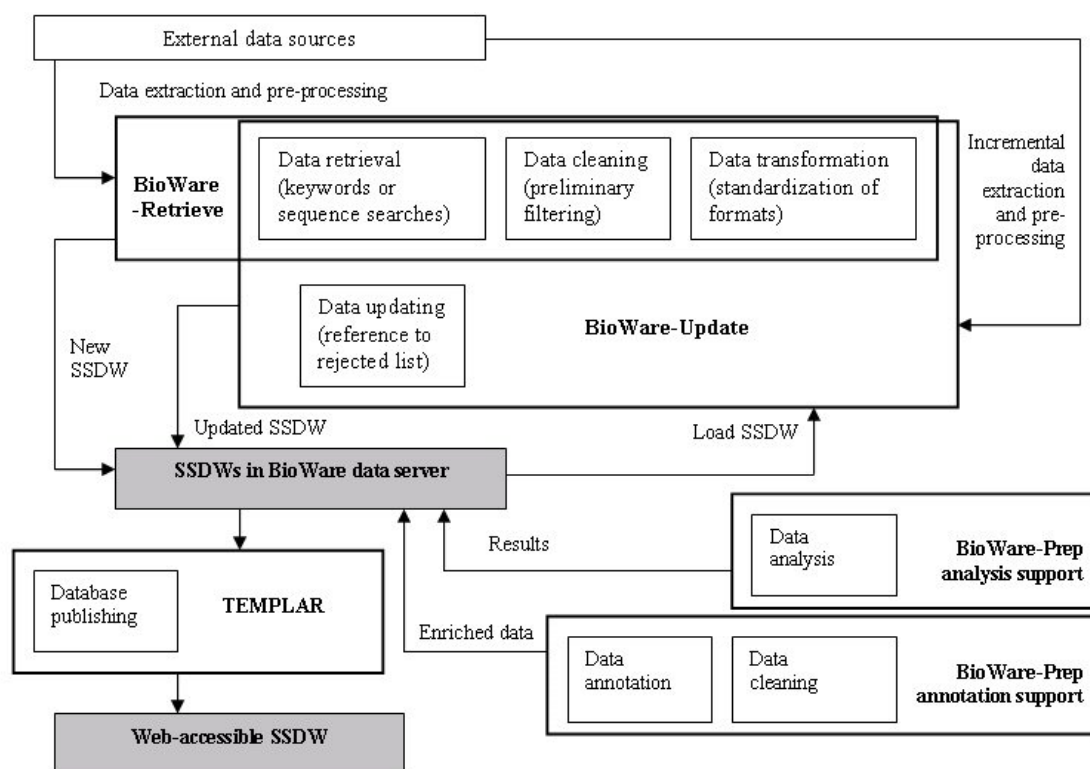 External data sources
Data extraction and pre-processing
Incremental
data
extraction
and pre-
processing
BioWare
-Retrieve
Data retrieval
(keywords or
sequence searches)
Data cleaning
(preliminary
filtering)
Data transformation
(standardization of
formats)
Data updating
(reference to
rejected list)
BioWare-Update
New
SSDW
Updated SSDW
Load SSDW
SSDWs in BioWare data server
Results
Data
analysis
BioWare-Prep
analysis support
Database
publishing
TEMPLAR
Enriched data
Data
annotation
Data
cleaning
BioWare-Prep
annotation support
Web-accessible SSDW